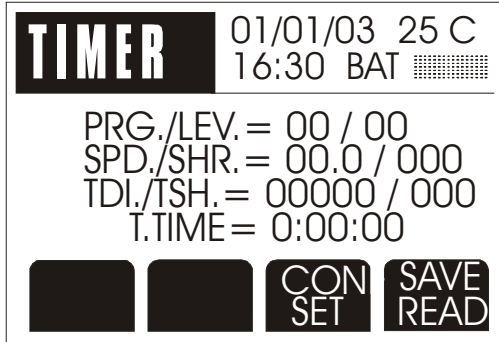 TIMER
01/01/03 25 C
16:30 BAT
PRG./LEV.= 00 / 00
SPD./SHR.= 00.0 / 000
TDI./TSH.= 00000 / 000
T.TIME= 0:00:00
CON SAVE
SET READ